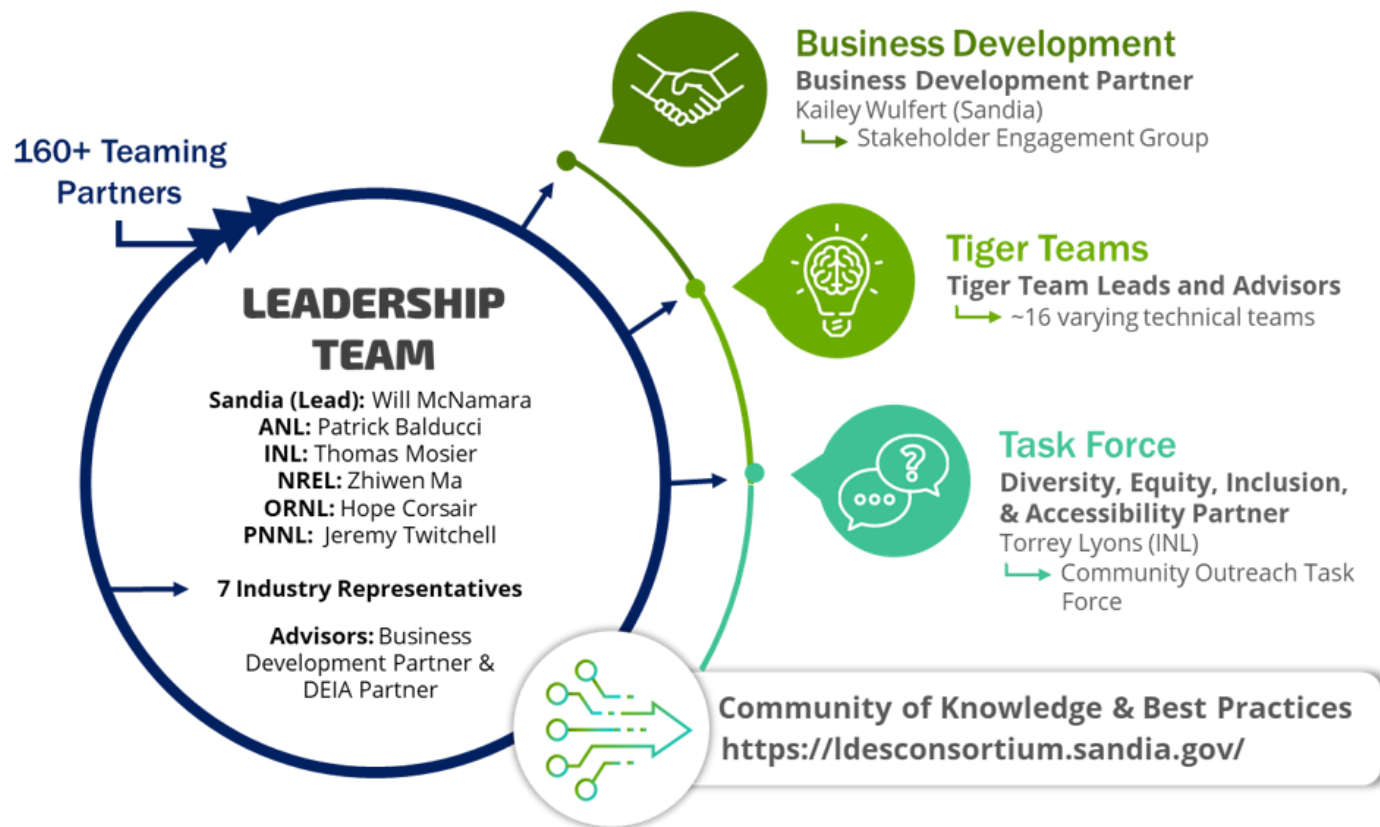 160+ Teaming
Partners
LEADERSHIP
TEAM
Sandia (Lead): Will McNamara
ANL: Patrick Balducci
INL: Thomas Mosier
NREL: Zhiwen Ma
ORNL: Hope Corsair
PNNL: Jeremy Twitchell
7 Industry Representatives
Advisors: Business
Development Partner &
DEIA Partner
Business Development
Business Development Partner
Kailey Wulfert (Sandia)
Stakeholder Engagement Group
Tiger Teams
Tiger Team Leads and Advisors
~16 varying technical teams
Task Force
Diversity, Equity, Inclusion,
& Accessibility Partner
Torrey Lyons (INL)
Community Outreach Task
Force
Community of Knowledge & Best Practices
https://ldesconsortium.sandia.gov/